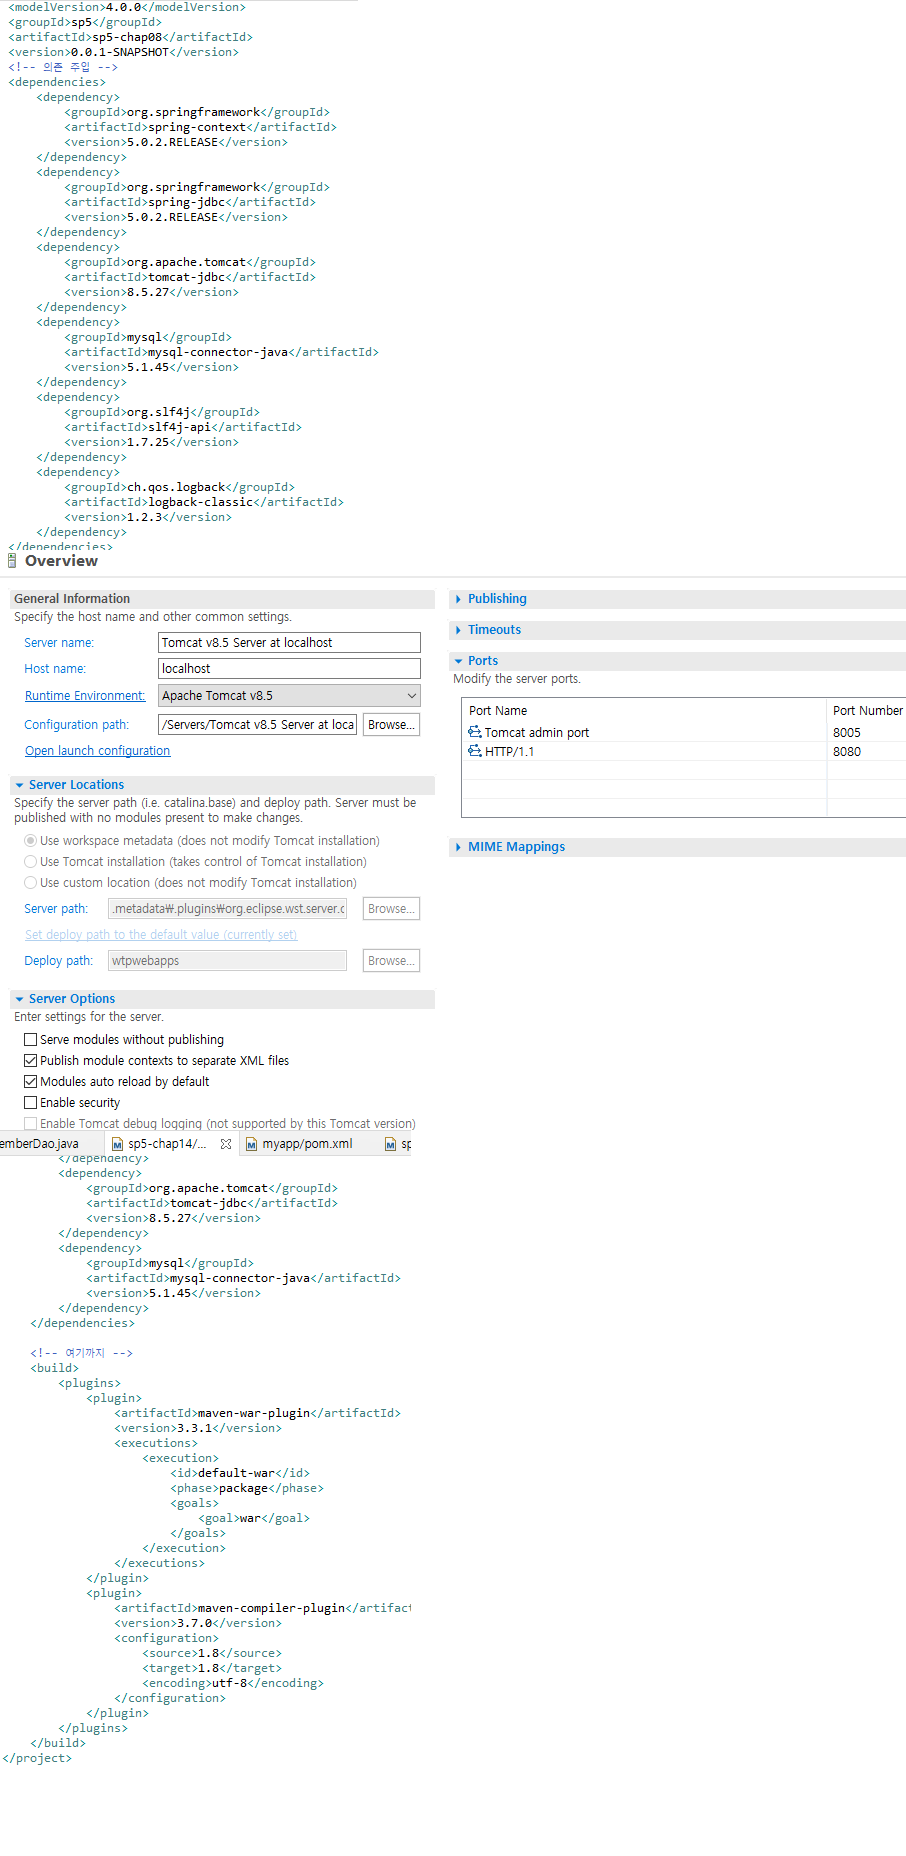 <modelVersion>4.0.0</modelVersion>
<groupId>sp5</groupId>
<artifactId>sp5-chap08</artifactId>
<version>0.0.1-SNAPSHOT</version>
<!-- 의존 주입 -->
<dependencies>
<dependency>
<groupId>org.springframework</groupId>
<artifactId>spring-context</artifactId>
<version>5.0.2.RELEASE</version>
</dependency>
<dependency>
<groupId>org.springframework</groupId>
<artifactId>spring-jdbc</artifactId>
<version>5.0.2.RELEASE</version>
</dependency>
<dependency>
<groupId>org.apache.tomcat</groupId>
<artifactId>tomcat-jdbc</artifactId>
<version>8.5.27</version>
</dependency>
<dependency>
<groupId>mysql</groupId>
<artifactId>mysql-connector-java</artifactId>
<version>5.1.45</version>
</dependency>
<dependency>
<groupId>org.slf4j</groupId>
<artifactId>slf4j-api</artifactId>
<version>1.7.25</version>
</dependency>
<dependency>
<groupId>ch.qos.logback</groupId>
<artifactId>logback-classic</artifactId>
<version>1.2.3</version>
</dependency>
</dependencies>
Overview
General Information
Specify the host name and other common settings.
Server name: Tomcat v8.5 Server at localhost
Host name: localhost
Runtime Environment: Apache Tomcat v8.5
Configuration path: /Servers/Tomcat v8.5 Server at loca Browse...
Open launch configuration
Server Locations
Specify the server path (i.e. catalina.base) and deploy path. Server must be
published with no modules present to make changes.
Use workspace metadata (does not modify Tomcat installation)
Use Tomcat installation (takes control of Tomcat installation)
Use custom location (does not modify Tomcat installation)
Server path: .metadata₩.plugins₩org.eclipse.wst.server.c Browse...
Set deploy path to the default value (currently set)
Deploy path: wtpwebapps Browse...
Server Options
Enter settings for the server.
Serve modules without publishing
Publish module contexts to separate XML files
Modules auto reload by default
Enable security
Enable Tomcat debug logging (not supported by this Tomcat version)
Publishing
Timeouts
Ports
Modify the server ports.
Port Name Port Number
Tomcat admin port 8005
HTTP/1.1 8080
MIME Mappings
emberDao.java sp5-chap14/... myapp/pom.xml sp
</dependency>
<dependency>
<groupId>org.apache.tomcat</groupId>
<artifactId>tomcat-jdbc</artifactId>
<version>8.5.27</version>
</dependency>
<dependency>
<groupId>mysql</groupId>
<artifactId>mysql-connector-java</artifactId>
<version>5.1.45</version>
</dependency>
</dependencies>
<!-- 여기까지 -->
<build>
<plugins>
<plugin>
<artifactId>maven-war-plugin</artifactId>
<version>3.3.1</version>
<executions>
<execution>
<id>default-war</id>
<phase>package</phase>
<goals>
<goal>war</goal>
</goals>
</execution>
</executions>
</plugin>
<plugin>
<artifactId>maven-compiler-plugin</artifact
<version>3.7.0</version>
<configuration>
<source>1.8</source>
<target>1.8</target>
<encoding>utf-8</encoding>
</configuration>
</plugin>
</plugins>
</build>
</project>